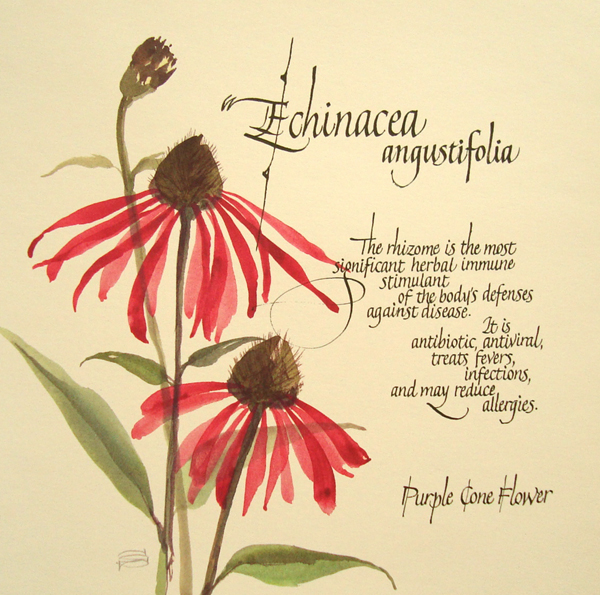 "Echinacea
angustifolia
The rhizome is the most
significant herbal immune
stimulant
of the body's defenses
against disease.
It is
antibiotic, antiviral,
treats fevers,
infections,
and may reduce
allergies.
Purple Cone Flower